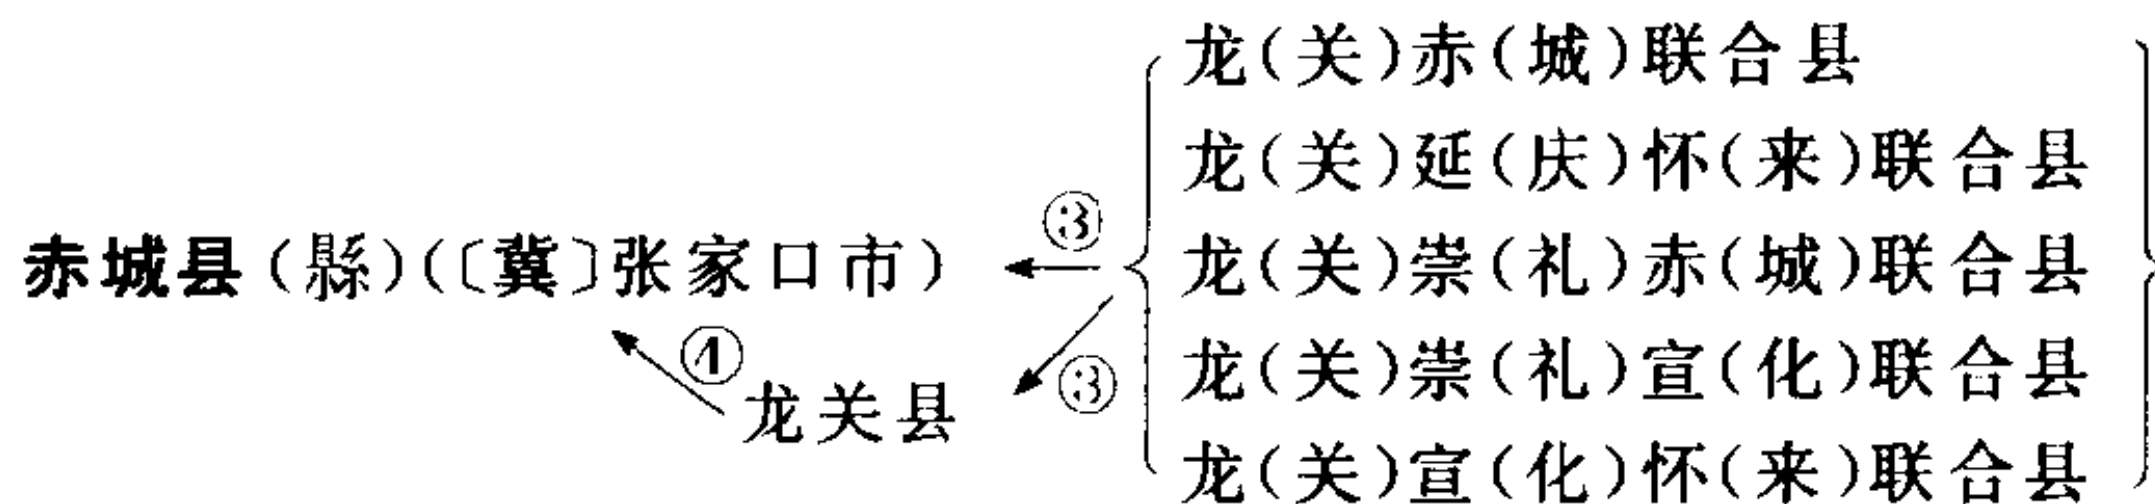 龙(关)赤(城)联合县
龙(关)延(庆)怀(来)联合县
③
赤城县(縣)(〔冀〕张家口市)
龙(关)崇(礼)赤(城)联合县
④
③
龙(关)崇(礼)宣(化)联合县
龙关县
龙(关)宣(化)怀(来)联合县